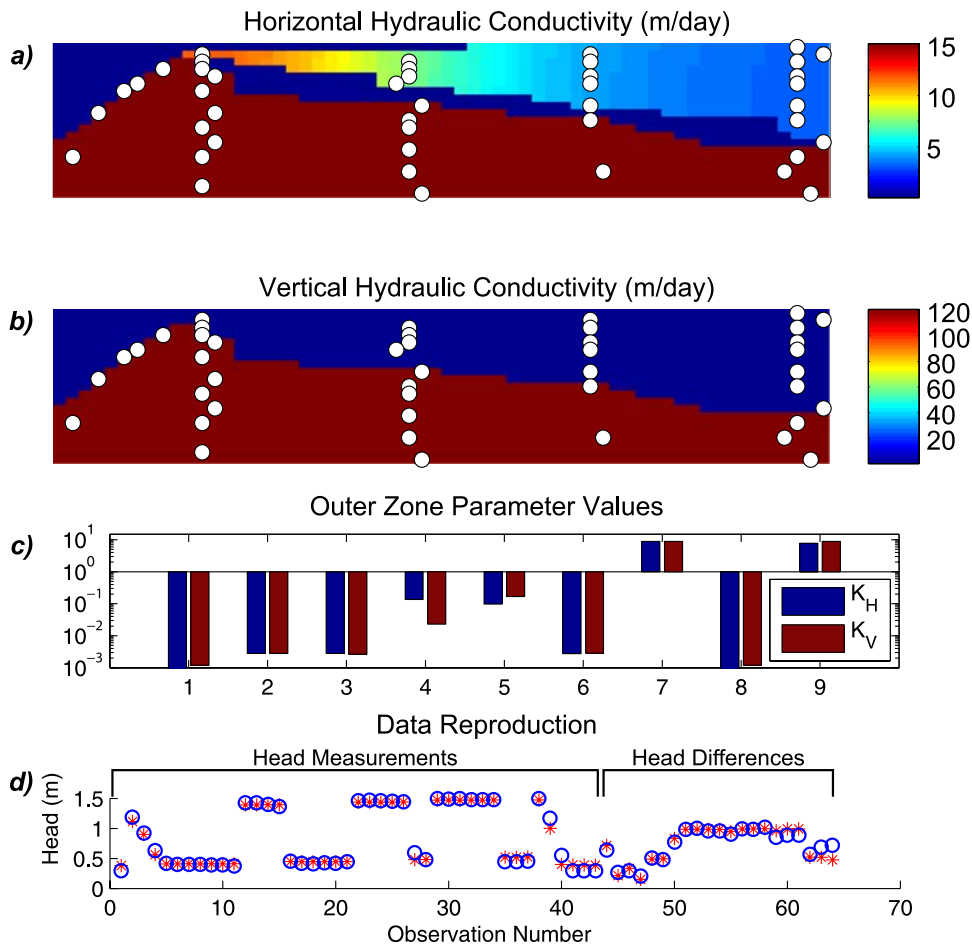 Horizontal Hydraulic Conductivity (m/day)
a)
15
10
5
Vertical Hydraulic Conductivity (m/day)
b)
120
100
80
60
40
20
Outer Zone Parameter Values
c)
10^1
10^0
10^-1
10^-2
10^-3
K_H
K_V
1 2 3 4 5 6 7 8 9
Data Reproduction
Head Measurements Head Differences
d)
Head (m)
1.5
1
0.5
0
0 10 20 30 40 50 60 70
Observation Number